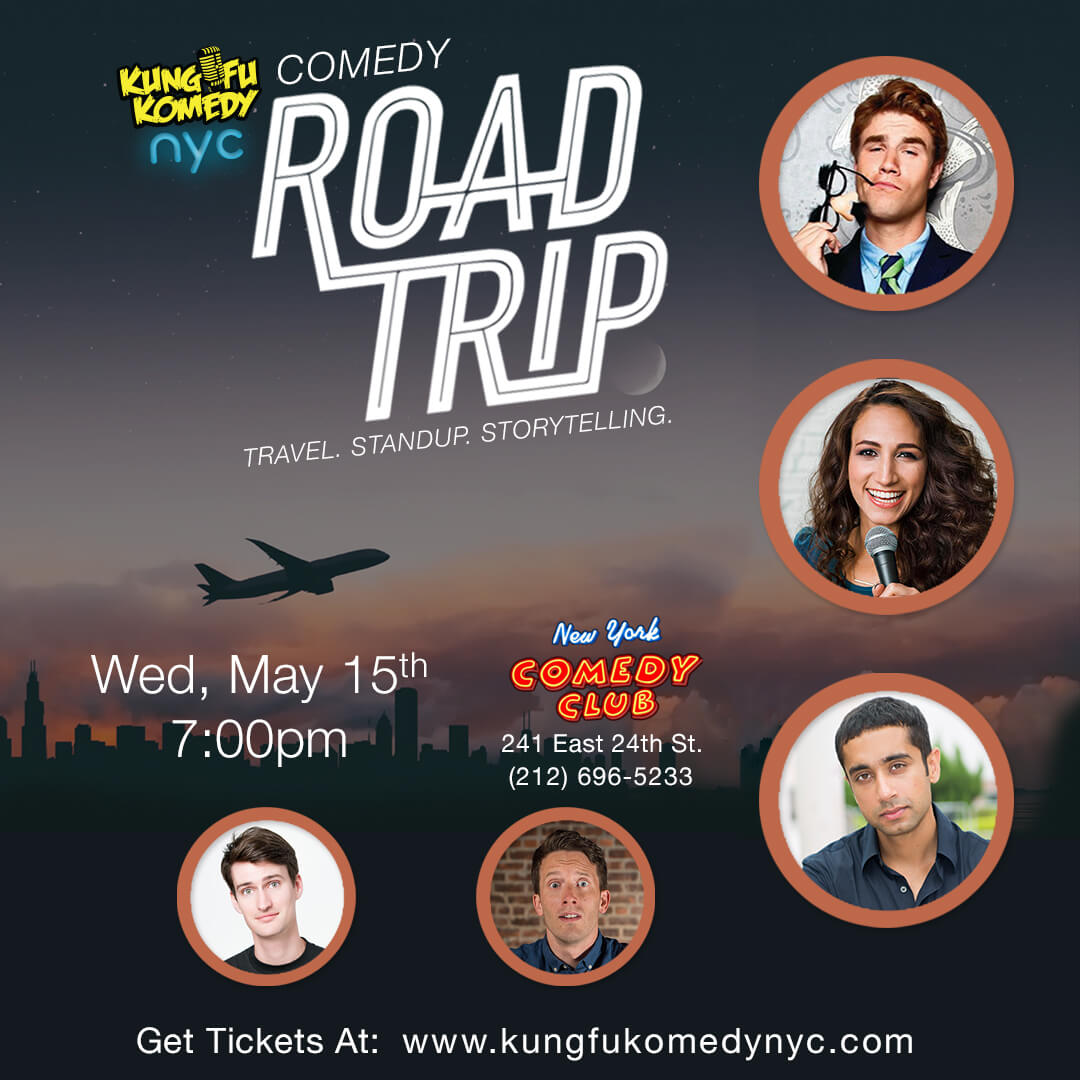 KUNG FU
KOMEDY
nyc
COMEDY
ROAD
TRIP
TRAVEL. STANDUP. STORYTELLING.
Wed, May 15th
7:00pm
New York
COMEDY
CLUB
241 East 24th St.
(212) 696-5233
Get Tickets At: www.kungfukomedynyc.com